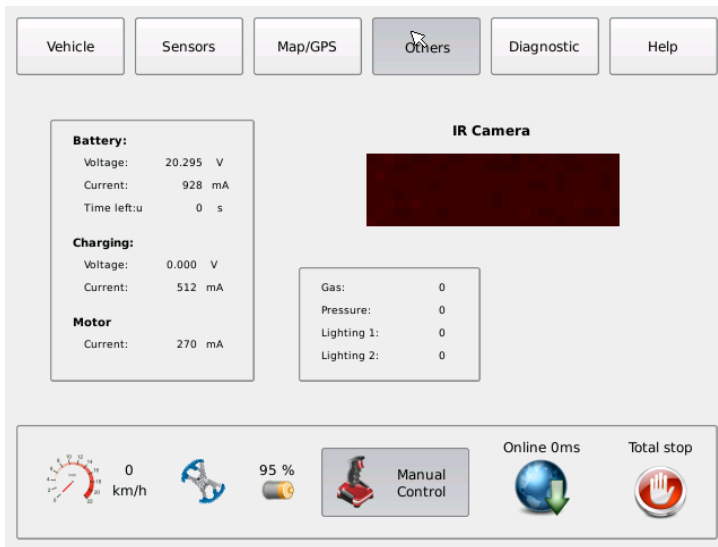 Vehicle
Sensors
Map/GPS
Others
Diagnostic
Help
Battery:
Voltage: 20.295 V
Current: 928 mA
Time left:u 0 s
Charging:
Voltage: 0.000 V
Current: 512 mA
Motor
Current: 270 mA
IR Camera
Gas: 0
Pressure: 0
Lighting 1: 0
Lighting 2: 0
0
km/h
95 %
Manual
Control
Online 0ms
Total stop